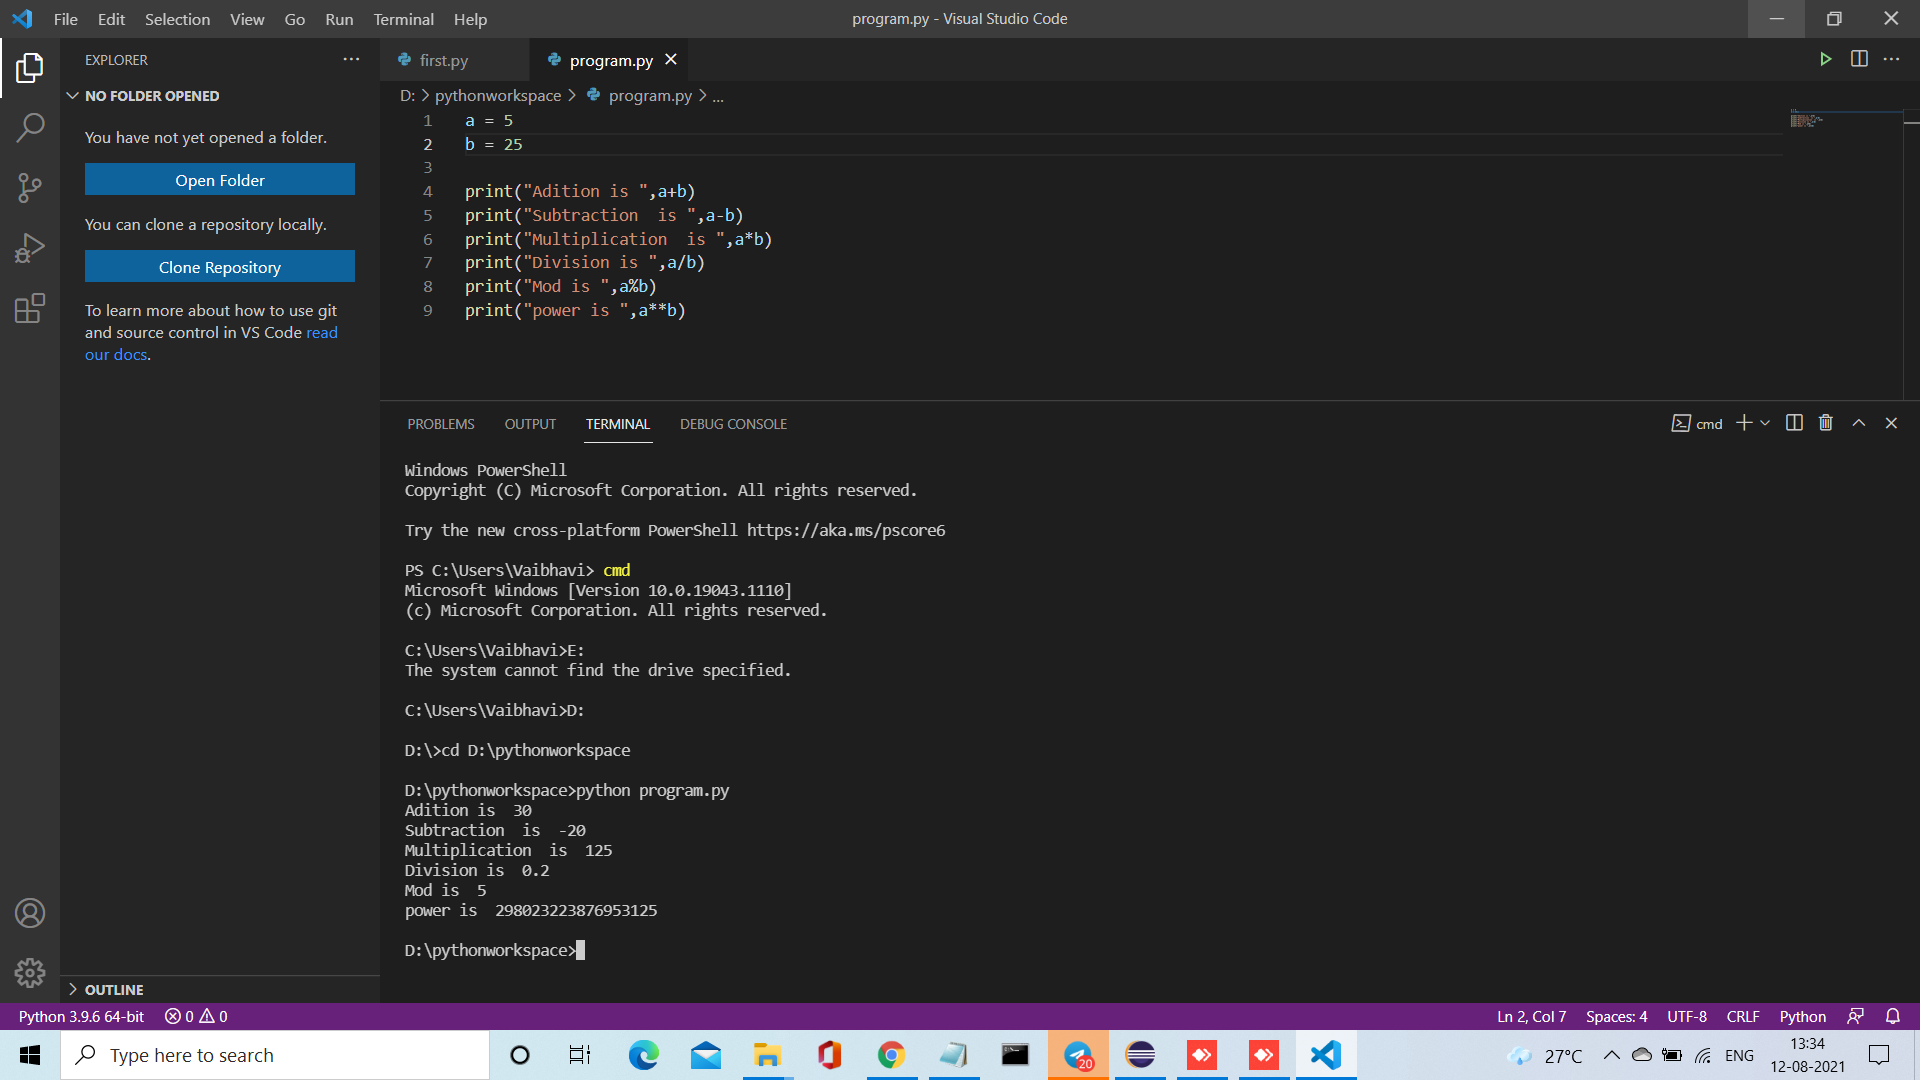 File Edit Selection View Go Run Terminal Help
program.py - Visual Studio Code
EXPLORER
NO FOLDER OPENED
You have not yet opened a folder.
Open Folder
You can clone a repository locally.
Clone Repository
To learn more about how to use git
and source control in VS Code read
our docs.
OUTLINE
first.py
program.py
D: > pythonworkspace > program.py > ...
1 a = 5
2 b = 25
3
4 print("Adition is ",a+b)
5 print("Subtraction  is ",a-b)
6 print("Multiplication  is ",a*b)
7 print("Division is ",a/b)
8 print("Mod is ",a%b)
9 print("power is ",a**b)
PROBLEMS OUTPUT TERMINAL DEBUG CONSOLE
cmd
Windows PowerShell
Copyright (C) Microsoft Corporation. All rights reserved.
Try the new cross-platform PowerShell https://aka.ms/pscore6
PS C:\Users\Vaibhavi> cmd
Microsoft Windows [Version 10.0.19043.1110]
(c) Microsoft Corporation. All rights reserved.
C:\Users\Vaibhavi>E:
The system cannot find the drive specified.
C:\Users\Vaibhavi>D:
D:\>cd D:\pythonworkspace
D:\pythonworkspace>python program.py
Adition is  30
Subtraction  is  -20
Multiplication  is  125
Division is  0.2
Mod is  5
power is  298023223876953125
D:\pythonworkspace>
Python 3.9.6 64-bit 0 0
Ln 2, Col 7 Spaces: 4 UTF-8 CRLF Python
Type here to search
20
27°C
ENG
13:34
12-08-2021